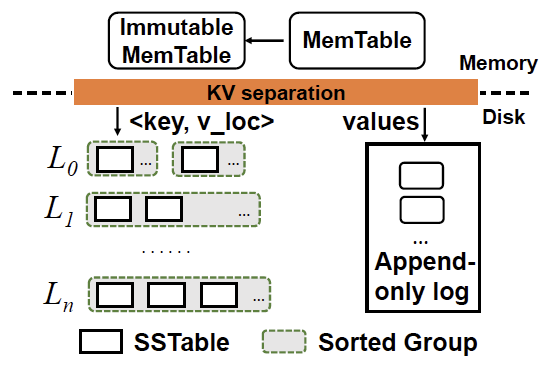 Immutable
MemTable
MemTable
Memory
KV separation
Disk
<key, v_loc>
values
L0
... ...
L1
...
......
Ln
...
...
Append-
only log
SSTable
Sorted Group